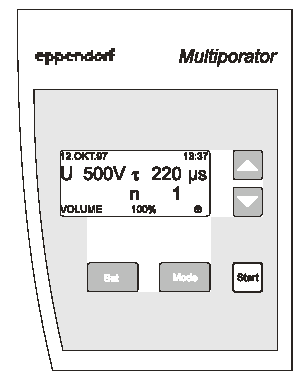 eppendorf Multiporator
12.OKT.97 13:37
U 500V τ 220 µs
n 1
VOLUME 100% ⊕
Set Mode Start